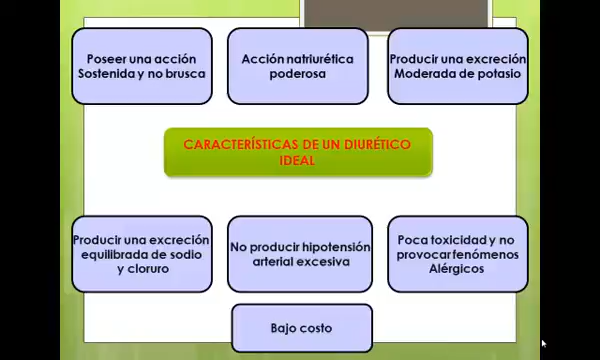 Poseer una acción
Sostenida y no brusca
Acción natriurética
poderosa
Producir una excreción
Moderada de potasio
CARACTERÍSTICAS DE UN DIURÉTICO
IDEAL
Producir una excreción
equilibrada de sodio
y cloruro
No producir hipotensión
arterial excesiva
Poca toxicidad y no
provocar fenómenos
Alérgicos
Bajo costo